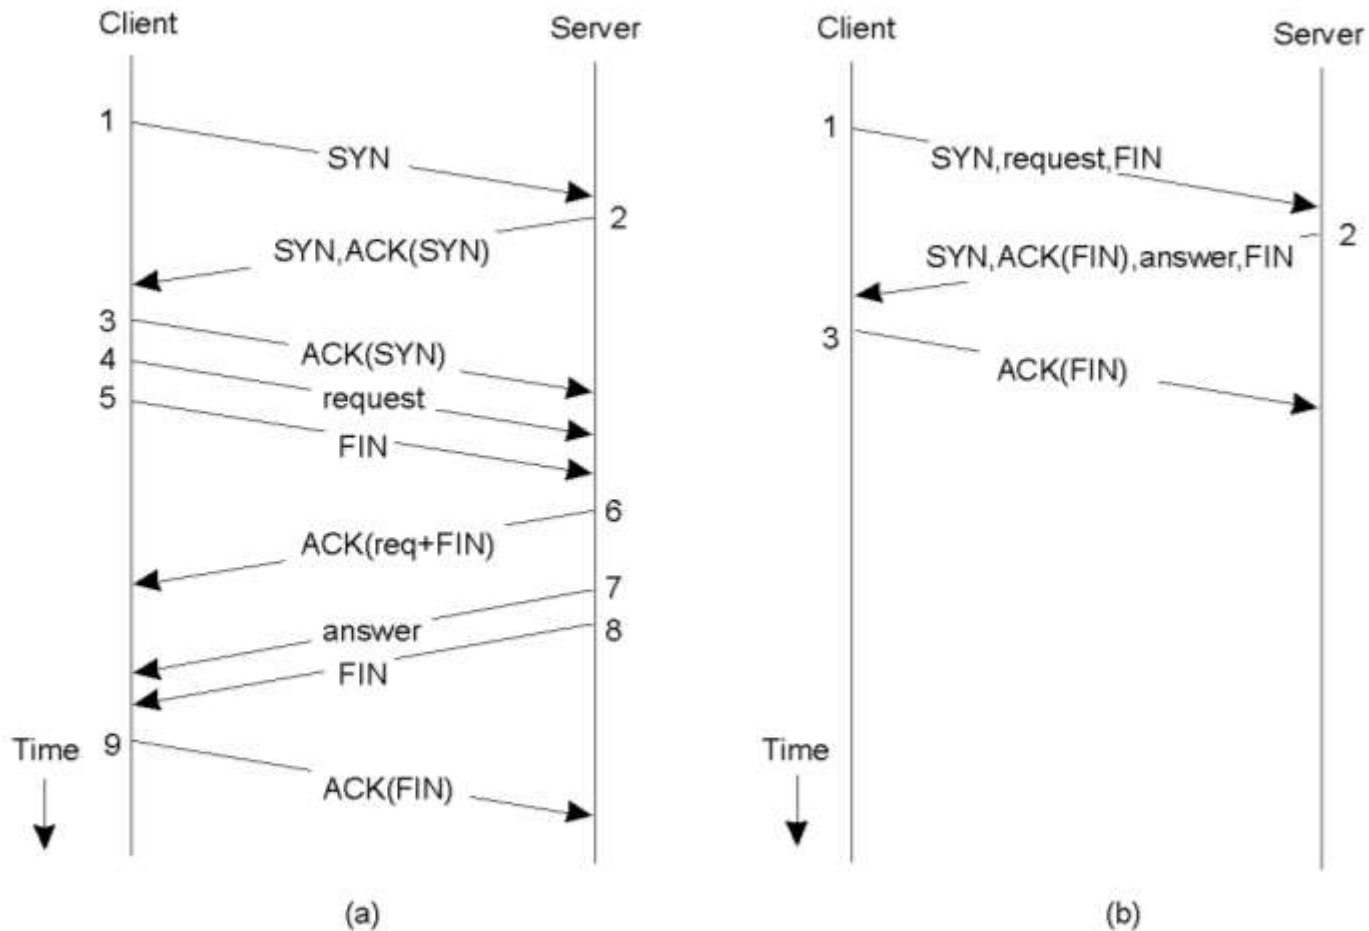 Client
Server
1
SYN
2
SYN,ACK(SYN)
3
ACK(SYN)
4
request
5
FIN
6
ACK(req+FIN)
7
answer
8
FIN
9
ACK(FIN)
Time
(a)
Client
Server
1
SYN,request,FIN
2
SYN,ACK(FIN),answer,FIN
3
ACK(FIN)
Time
(b)